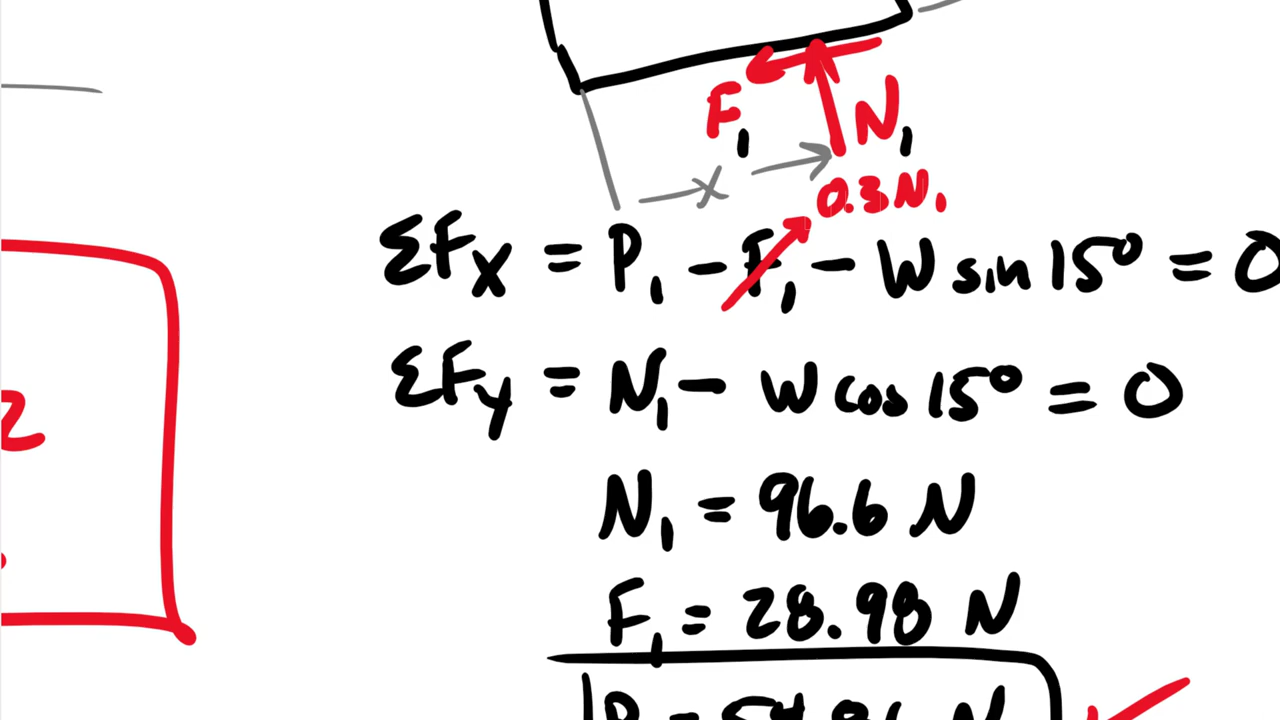 F₁ N₁
x
0.3N₁
ΣFx = P₁ - F₁ - W sin 15° = 0
ΣFy = N₁ - W cos 15° = 0
N₁ = 96.6 N
F₁ = 28.98 N
2